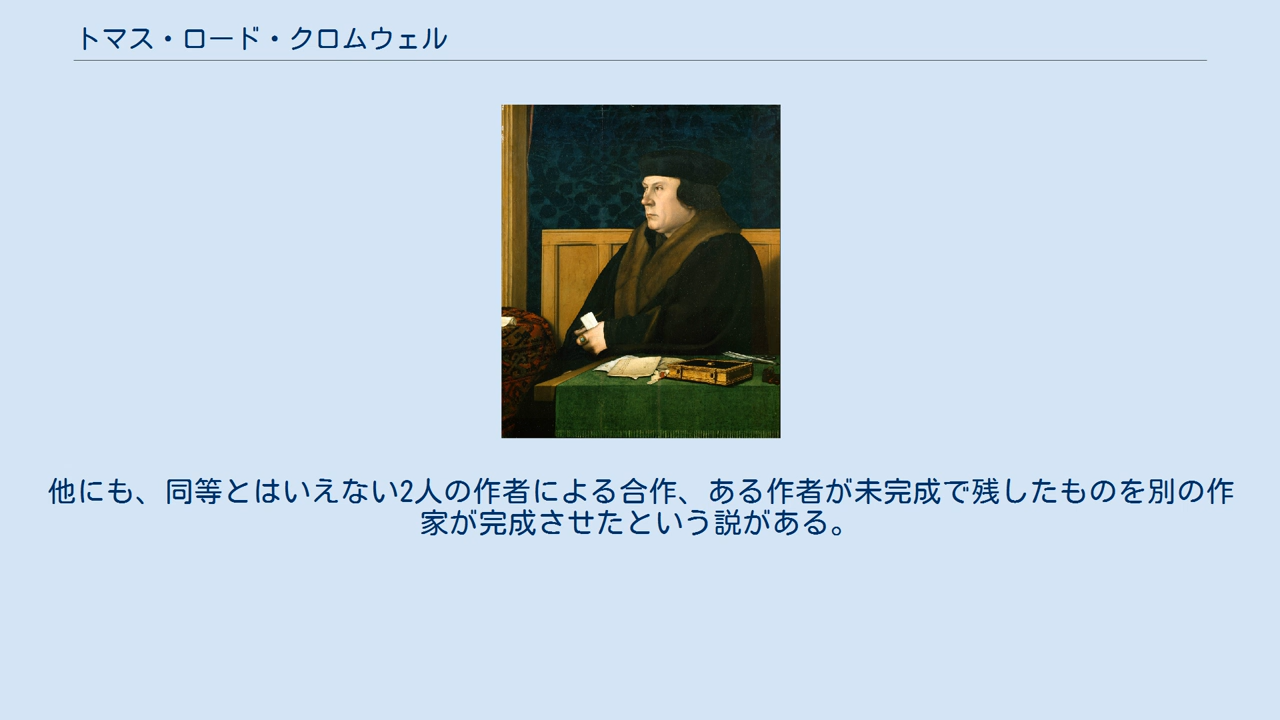 トマス・ロード・クロムウェル
他にも、同等とはいえない2人の作者による合作、ある作者が未完成で残したものを別の作
家が完成させたという説がある。